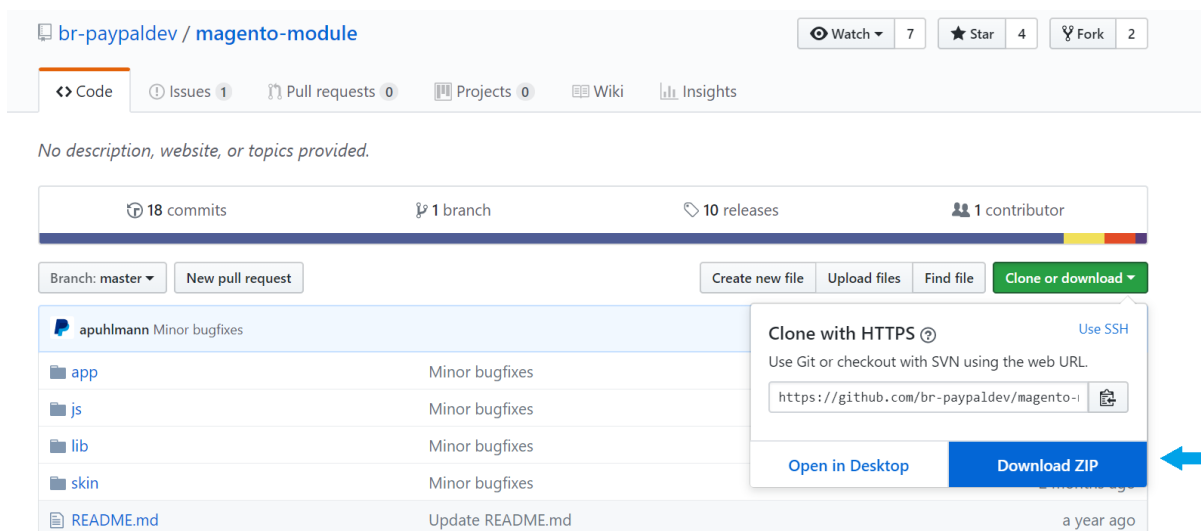 br-paypaldev / magento-module
Watch 7 Star 4 Fork 2
Code Issues 1 Pull requests 0 Projects 0 Wiki Insights
No description, website, or topics provided.
18 commits 1 branch 10 releases 1 contributor
Branch: master New pull request Create new file Upload files Find file Clone or download
apuhlmann Minor bugfixes
Clone with HTTPS ? Use SSH
Use Git or checkout with SVN using the web URL.
https://github.com/br-paypaldev/magento-
Open in Desktop Download ZIP
app Minor bugfixes
js Minor bugfixes
lib Minor bugfixes
skin Minor bugfixes
README.md Update README.md a year ago